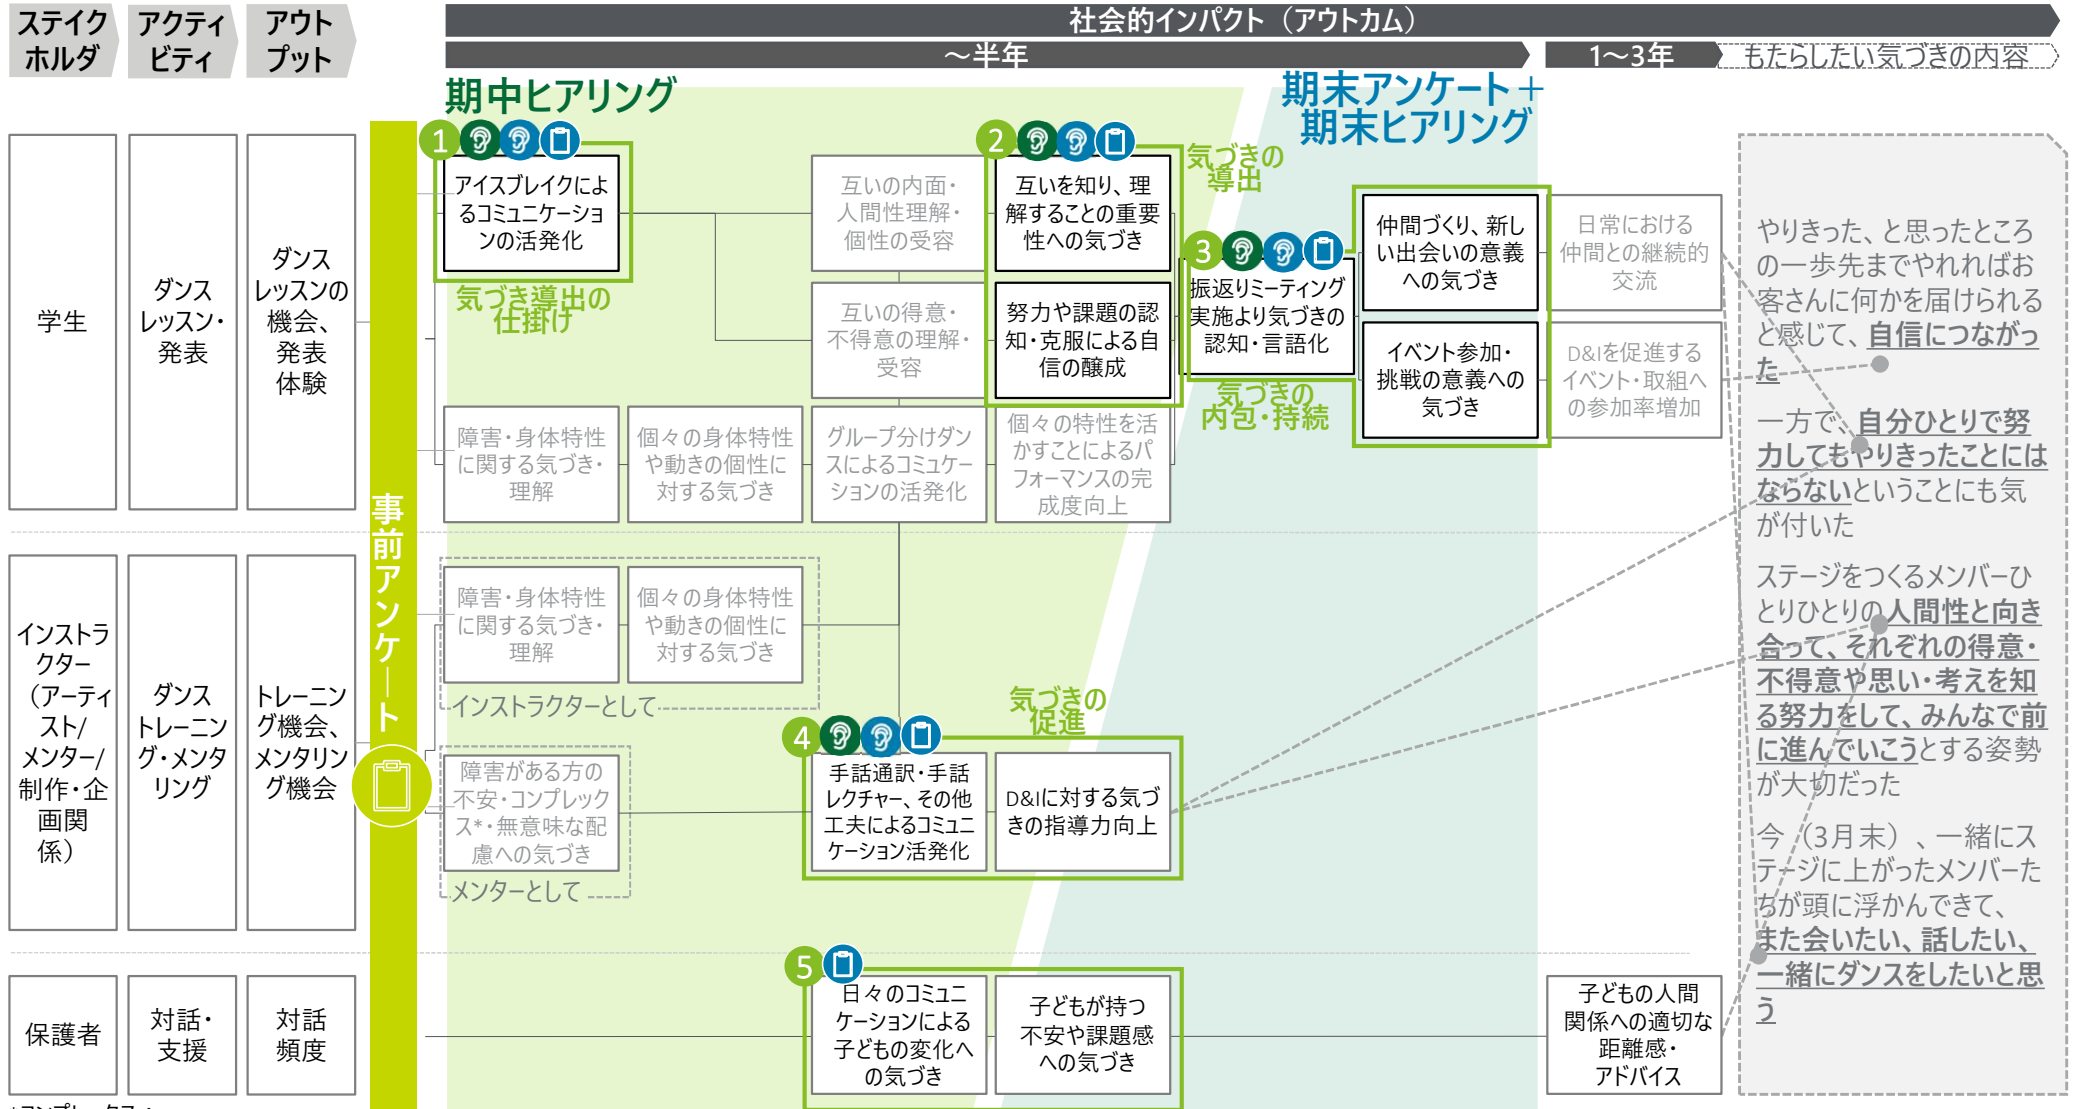 ステイク
ホルダ
アクティ
ビティ
アウト
プット
社会的インパクト（アウトカム）
～半年
1～3年
もたらしたい気づきの内容
期中ヒアリング
期末アンケート＋
期末ヒアリング
事前アンケート
学生
ダンス
レッスン・
発表
ダンス
レッスンの
機会、
発表
体験
1
アイスブレイクによ
るコミュニケーショ
ンの活発化
気づき導出の
仕掛け
互いの内面・
人間性理解・
個性の受容
互いの得意・
不得意の理解・
受容
2
互いを知り、理
解することの重要
性への気づき
努力や課題の認
知・克服による自
信の醸成
気づきの
導出
3
振返りミーティング
実施より気づきの
認知・言語化
気づきの
内包・持続
仲間づくり、新し
い出会いの意義
への気づき
イベント参加・
挑戦の意義への
気づき
日常における
仲間との継続的
交流
D&Iを促進する
イベント・取組へ
の参加率増加
障害・身体特性
に関する気づき・
理解
個々の身体特性
や動きの個性に
対する気づき
グループ分けダン
スによるコミュケー
ションの活発化
個々の特性を活
かすことによるパ
フォーマンスの完
成度向上
インストラ
クター
（アーティ
スト/
メンター/
制作・企
画関
係）
ダンス
トレーニン
グ・メンタ
リング
トレーニン
グ機会、
メンタリン
グ機会
障害・身体特性
に関する気づき・
理解
個々の身体特性
や動きの個性に
対する気づき
インストラクターとして
障害がある方の
不安・コンプレック
ス*・無意味な配
慮への気づき
メンターとして
4
手話通訳・手話
レクチャー、その他
工夫によるコミュニ
ケーション活発化
D&Iに対する気づ
きの指導力向上
気づきの
促進
保護者
対話・
支援
対話
頻度
5
日々のコミュニ
ケーションによる
子どもの変化へ
の気づき
子どもが持つ
不安や課題感
への気づき
子どもの人間
関係への適切な
距離感・
アドバイス
やりきった、と思ったところ
の一歩先までやれればお
客さんに何かを届けられる
と感じて、自信につながっ
た
一方で、自分ひとりで努
力してもやりきったことには
ならないということにも気
が付いた
ステージをつくるメンバーひ
とりひとりの人間性と向き
合って、それぞれの得意・
不得意や思い・考えを知
る努力をして、みんなで前
に進んでいこうとする姿勢
が大切だった
今（3月末）、一緒にス
テージに上がったメンバーた
ちが頭に浮かんできて、
また会いたい、話したい、
一緒にダンスをしたいと思
う